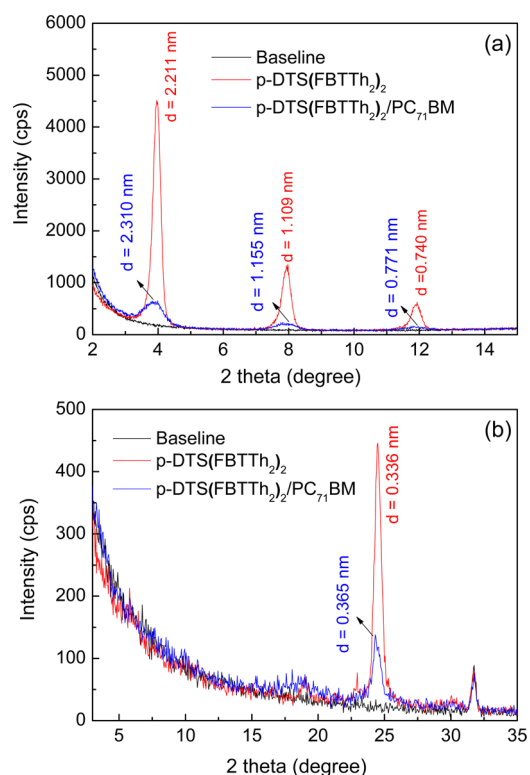 (a)
Baseline
p-DTS(FBTTh₂)₂
p-DTS(FBTTh₂)₂/PC₇₁BM
d = 2.211 nm
d = 2.310 nm
d = 1.155 nm
d = 1.109 nm
d = 0.771 nm
d =0.740 nm
Intensity (cps)
6000
5000
4000
3000
2000
1000
0
2 4 6 8 10 12 14
2 theta (degree)
(b)
Baseline
p-DTS(FBTTh₂)₂
p-DTS(FBTTh₂)₂/PC₇₁BM
d = 0.336 nm
d = 0.365 nm
Intensity (cps)
500
400
300
200
100
0
5 10 15 20 25 30 35
2 theta (degree)